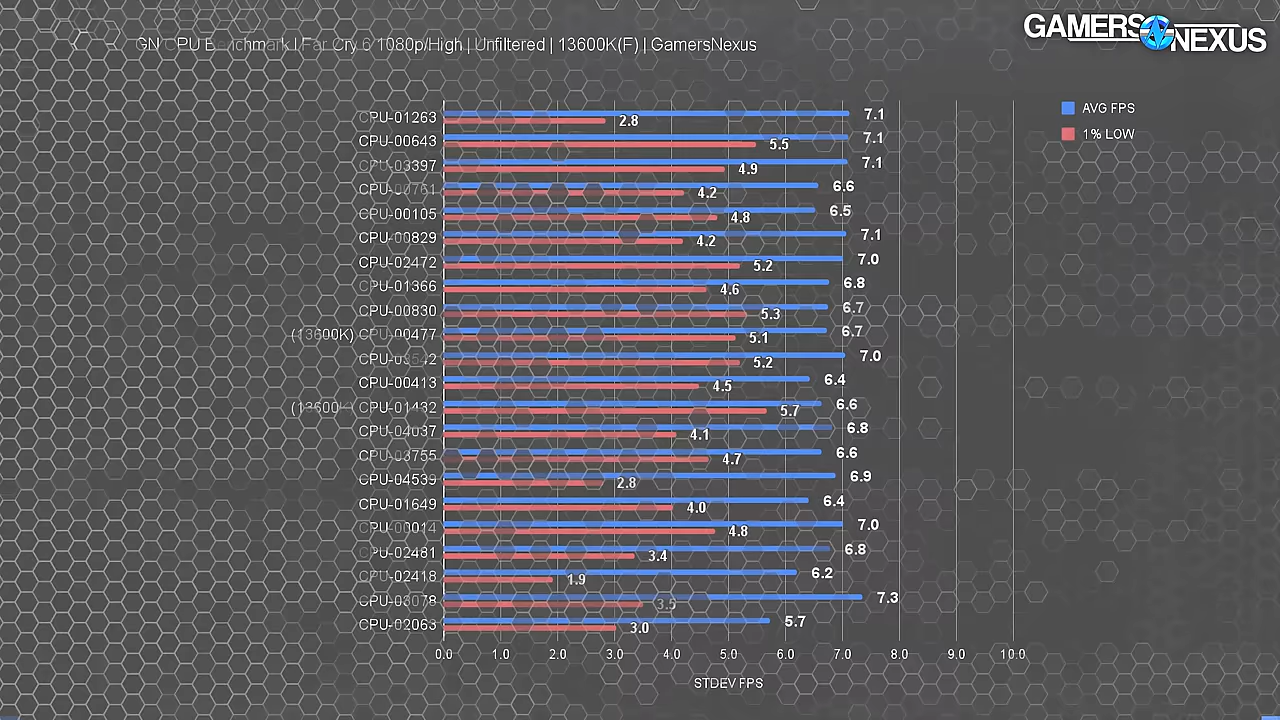 GAMERS NEXUS
GN CPU Benchmark | Far Cry 6 1080p/High | Unfiltered | 13600K(F) | GamersNexus
AVG FPS
1% LOW
CPU-01263 7.1 2.8
CPU-00643 7.1 5.5
CPU-03397 7.1 4.9
CPU-00761 6.6 4.2
CPU-00105 6.5 4.8
CPU-00829 7.1 4.2
CPU-02472 7.0 5.2
CPU-01366 6.8 4.6
CPU-00830 6.7 5.3
(13600K) CPU-00477 6.7 5.1
7.0 5.2
CPU-00413 6.4 4.5
(13600K) CPU-01432 6.6 5.7
CPU-04037 6.8 4.1
CPU-03755 6.6 4.7
CPU-04539 6.9 2.8
CPU-01649 6.4 4.0
CPU-00014 7.0 4.8
CPU-02481 6.8 3.4
CPU-02418 6.2 1.9
CPU-03078 7.3 3.5
CPU-02063 5.7 3.0
0.0 1.0 2.0 3.0 4.0 5.0 6.0 7.0 8.0 9.0 10.0
STDEV FPS